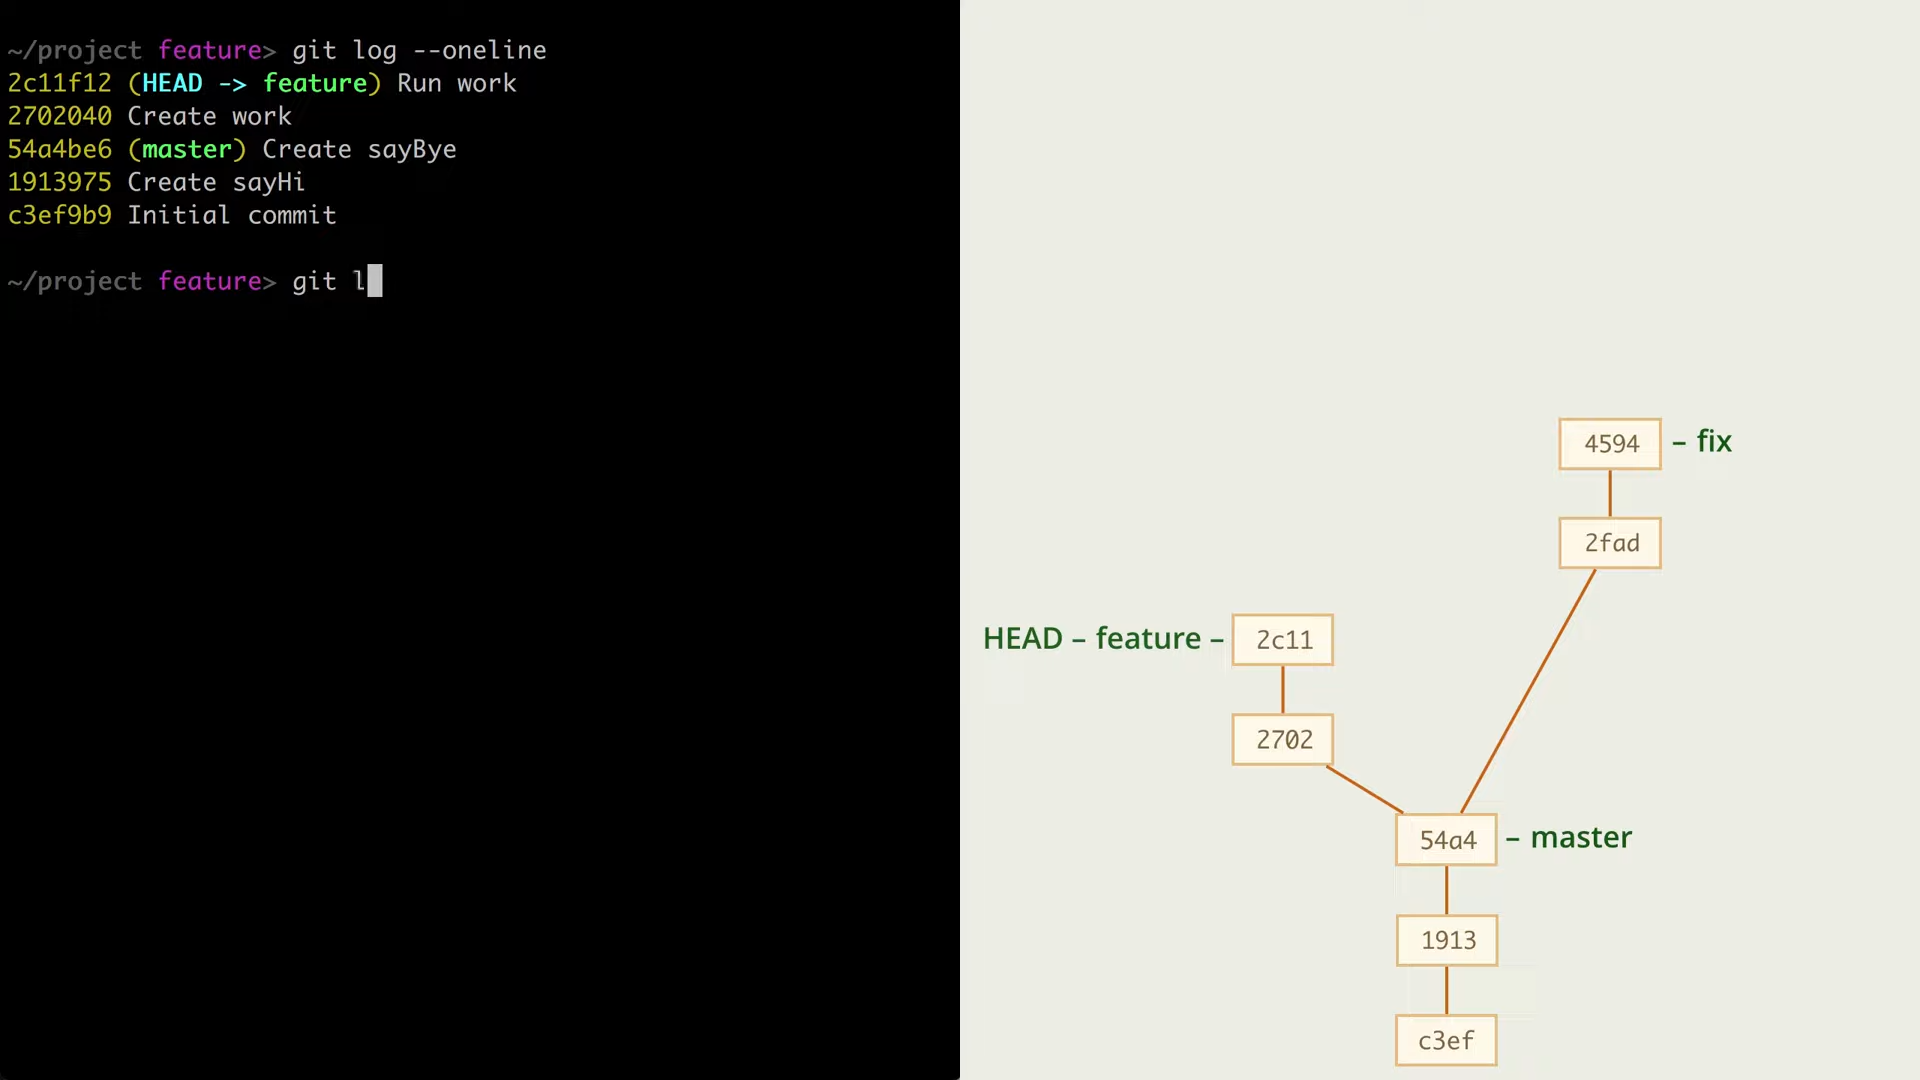 ~/project feature> git log --oneline
2c11f12 (HEAD -> feature) Run work
2702040 Create work
54a4be6 (master) Create sayBye
1913975 Create sayHi
c3ef9b9 Initial commit
~/project feature> git l
4594 – fix
2fad
HEAD – feature – 2c11
2702
54a4 – master
1913
c3ef